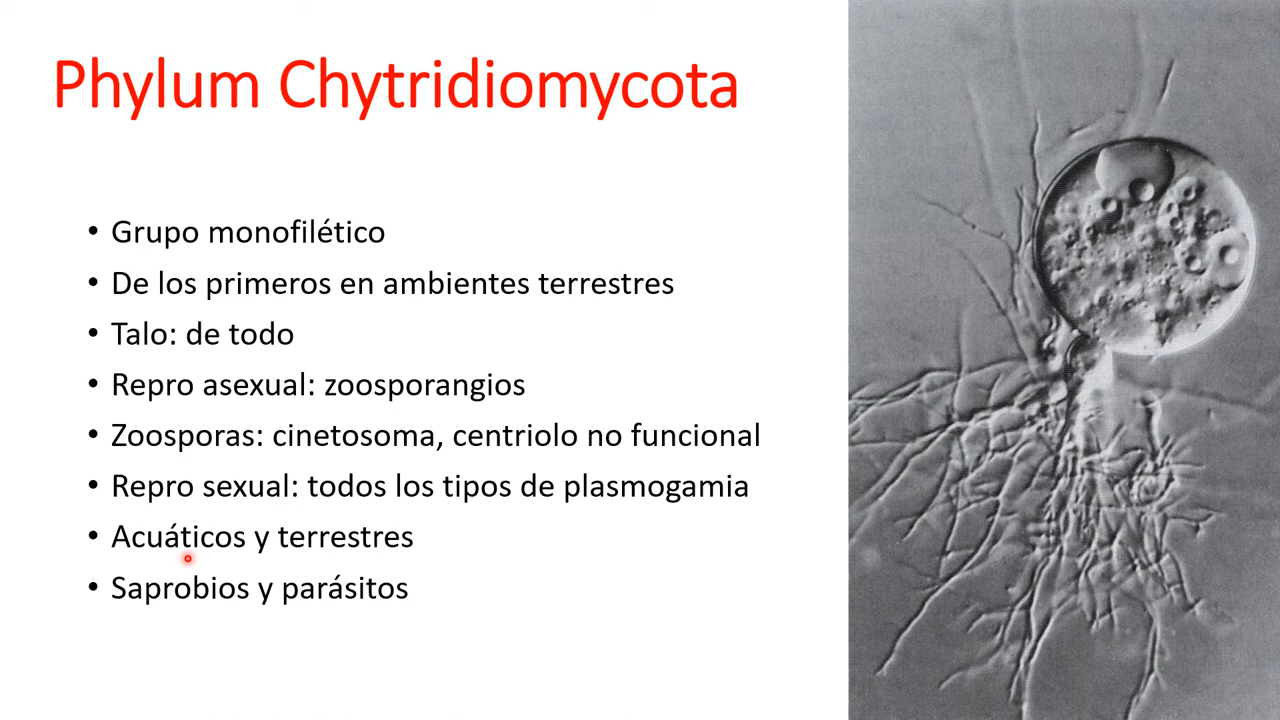 Phylum Chytridiomycota
• Grupo monofilético
• De los primeros en ambientes terrestres
• Talo: de todo
• Repro asexual: zoosporangios
• Zoosporas: cinetosoma, centriolo no funcional
• Repro sexual: todos los tipos de plasmogamia
• Acuáticos y terrestres
• Saprobios y parásitos